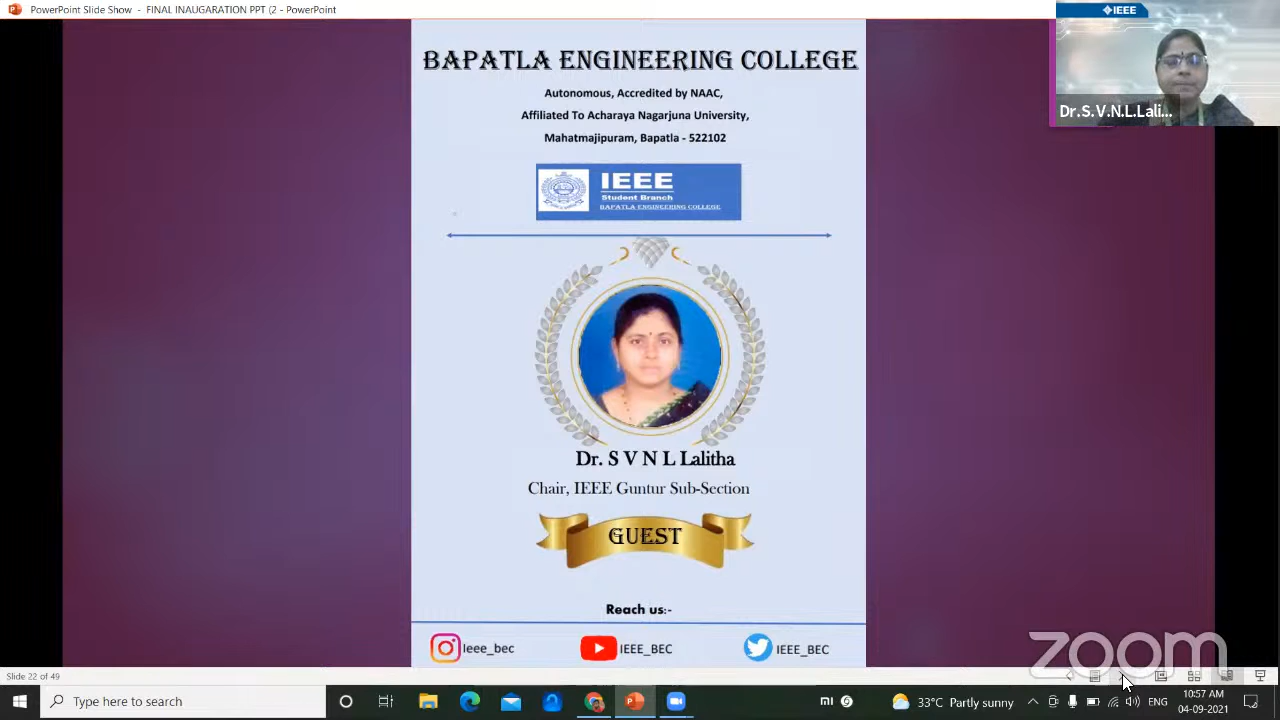 PowerPoint Slide Show - FINAL INAUGARATION PPT (2 - PowerPoint
IEEE
Dr.S.V.N.L.Lali...
BAPATLA ENGINEERING COLLEGE
Autonomous, Accredited by NAAC,
Affiliated To Acharaya Nagarjuna University,
Mahatmajipuram, Bapatla - 522102
IEEE
Student Branch
BAPATLA ENGINEERING COLLEGE
Dr. S V N L Lalitha
Chair, IEEE Guntur Sub-Section
GUEST
Reach us:-
Ieee_bec
IEEE_BEC
IEEE_BEC
zoom
Slide 22 of 49
Type here to search
33°C Partly sunny
ENG
10:57 AM
04-09-2021